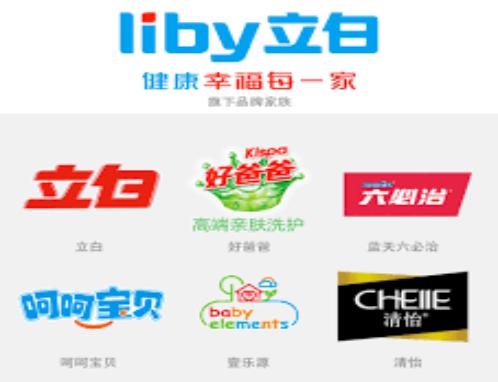 liby立白
健康幸福每一家
旗下品牌家族
立白
Kispa
好爸爸
高端亲肤洗护
六必治
立白
好爸爸
蓝天六必治
呵呵宝贝
baby
elements
CHEIIE
清怡
呵呵宝贝
壹乐源
清怡